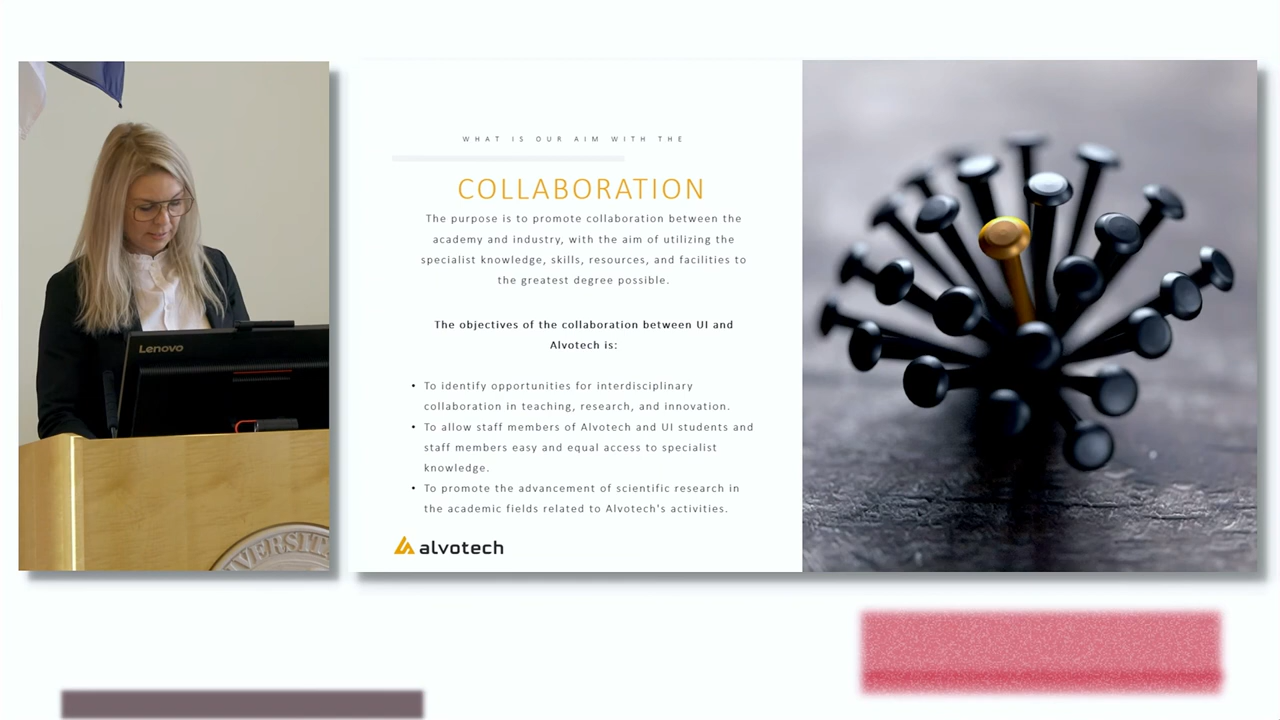 Lenovo
VERSIT
WHAT IS OUR AIM WITH THE
COLLABORATION
The purpose is to promote collaboration between the
academy and industry, with the aim of utilizing the
specialist knowledge, skills, resources, and facilities to
the greatest degree possible.
The objectives of the collaboration between UI and
Alvotech is:
• To identify opportunities for interdisciplinary
collaboration in teaching, research, and innovation.
• To allow staff members of Alvotech and UI students and
staff members easy and equal access to specialist
knowledge.
• To promote the advancement of scientific research in
the academic fields related to Alvotech's activities.
alvotech